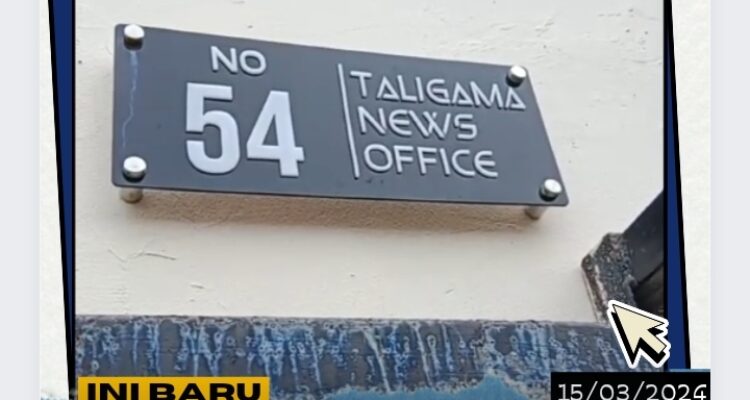 NO
54
TALIGAMA
NEWS
OFFICE
INI BARU
15/03/2024